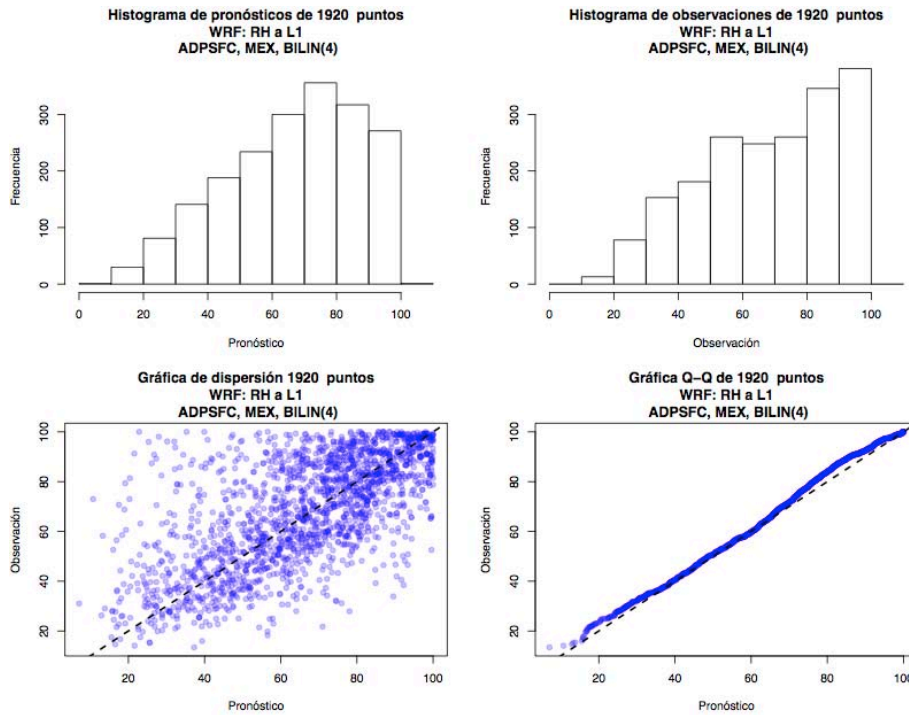 Histograma de pronósticos de 1920 puntos
WRF: RH a L1
ADPSFC, MEX, BILIN(4)
Frecuencia
0
100
200
300
0
20
40
60
80
100
Pronóstico
Histograma de observaciones de 1920 puntos
WRF: RH a L1
ADPSFC, MEX, BILIN(4)
Frecuencia
0
100
200
300
0
20
40
60
80
100
Observación
Gráfica de dispersión 1920 puntos
WRF: RH a L1
ADPSFC, MEX, BILIN(4)
Observación
20
40
60
80
100
20
40
60
80
100
Pronóstico
Gráfica Q−Q de 1920 puntos
WRF: RH a L1
ADPSFC, MEX, BILIN(4)
Observación
20
40
60
80
100
20
40
60
80
100
Pronóstico